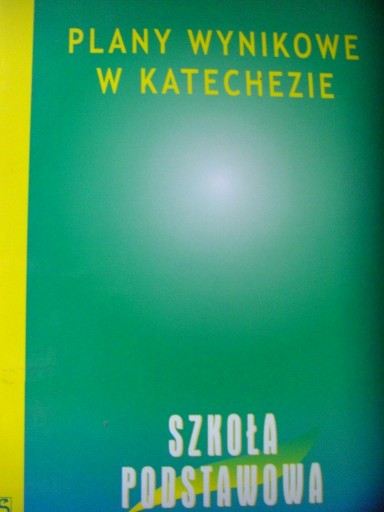 PLANY WYNIKOWE
W KATECHEZIE
SZKOŁA
PODSTAWOWA